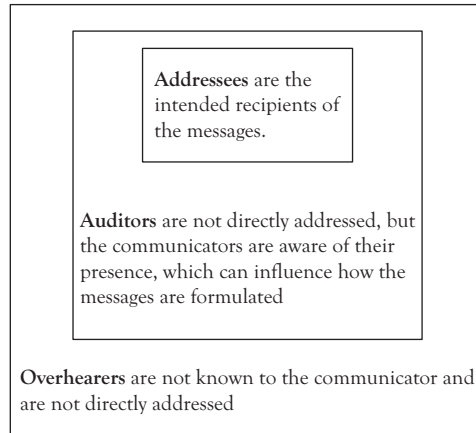 Addressees are the
intended recipients of
the messages.
Auditors are not directly addressed, but
the communicators are aware of their
presence, which can influence how the
messages are formulated
Overhearers are not known to the communicator and
are not directly addressed